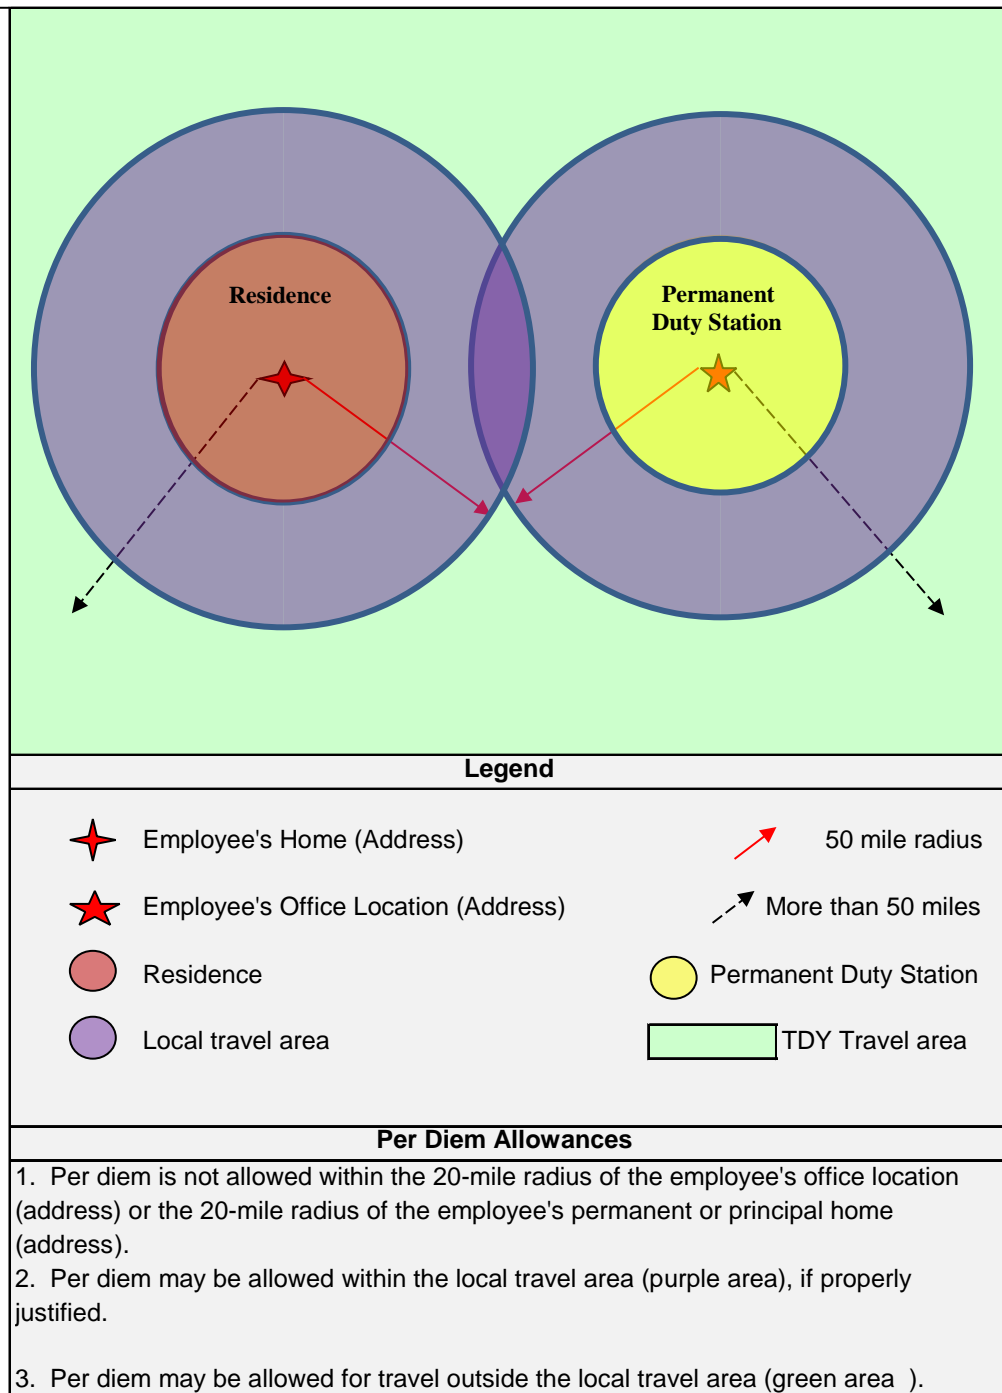 Residence
Permanent
Duty Station
Legend
Employee's Home (Address)
50 mile radius
Employee's Office Location (Address)
More than 50 miles
Residence
Permanent Duty Station
Local travel area
TDY Travel area
Per Diem Allowances
1.  Per diem is not allowed within the 20-mile radius of the employee's office location
(address) or the 20-mile radius of the employee's permanent or principal home
(address).
2.  Per diem may be allowed within the local travel area (purple area), if properly
justified.
3.  Per diem may be allowed for travel outside the local travel area (green area  ).